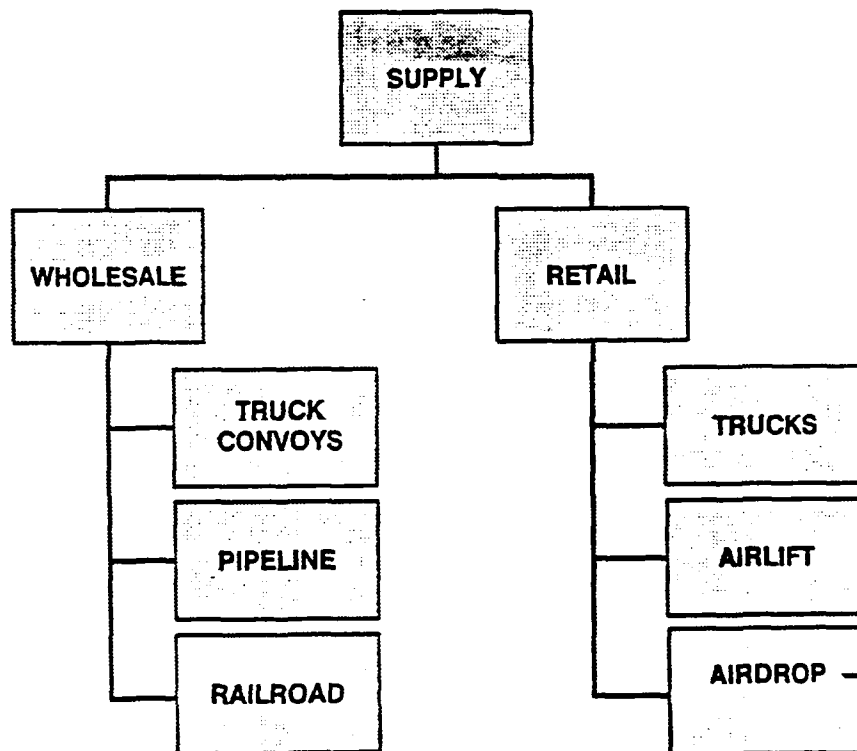 SUPPLY
WHOLESALE
RETAIL
TRUCK
CONVOYS
PIPELINE
RAILROAD
TRUCKS
AIRLIFT
AIRDROP